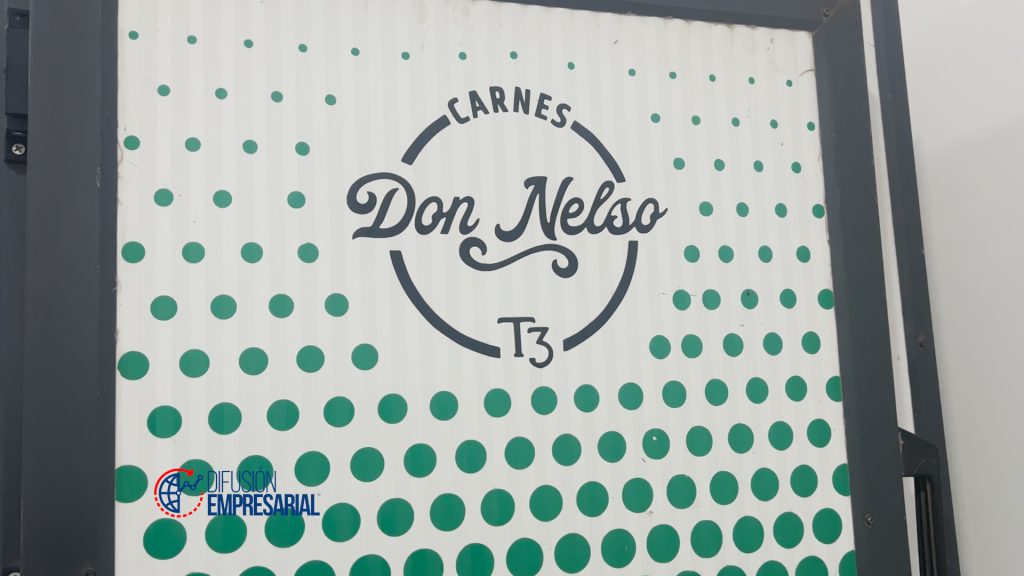 CARNES
Don Nelso
T3
DIFUSIÓN
EMPRESARIAL